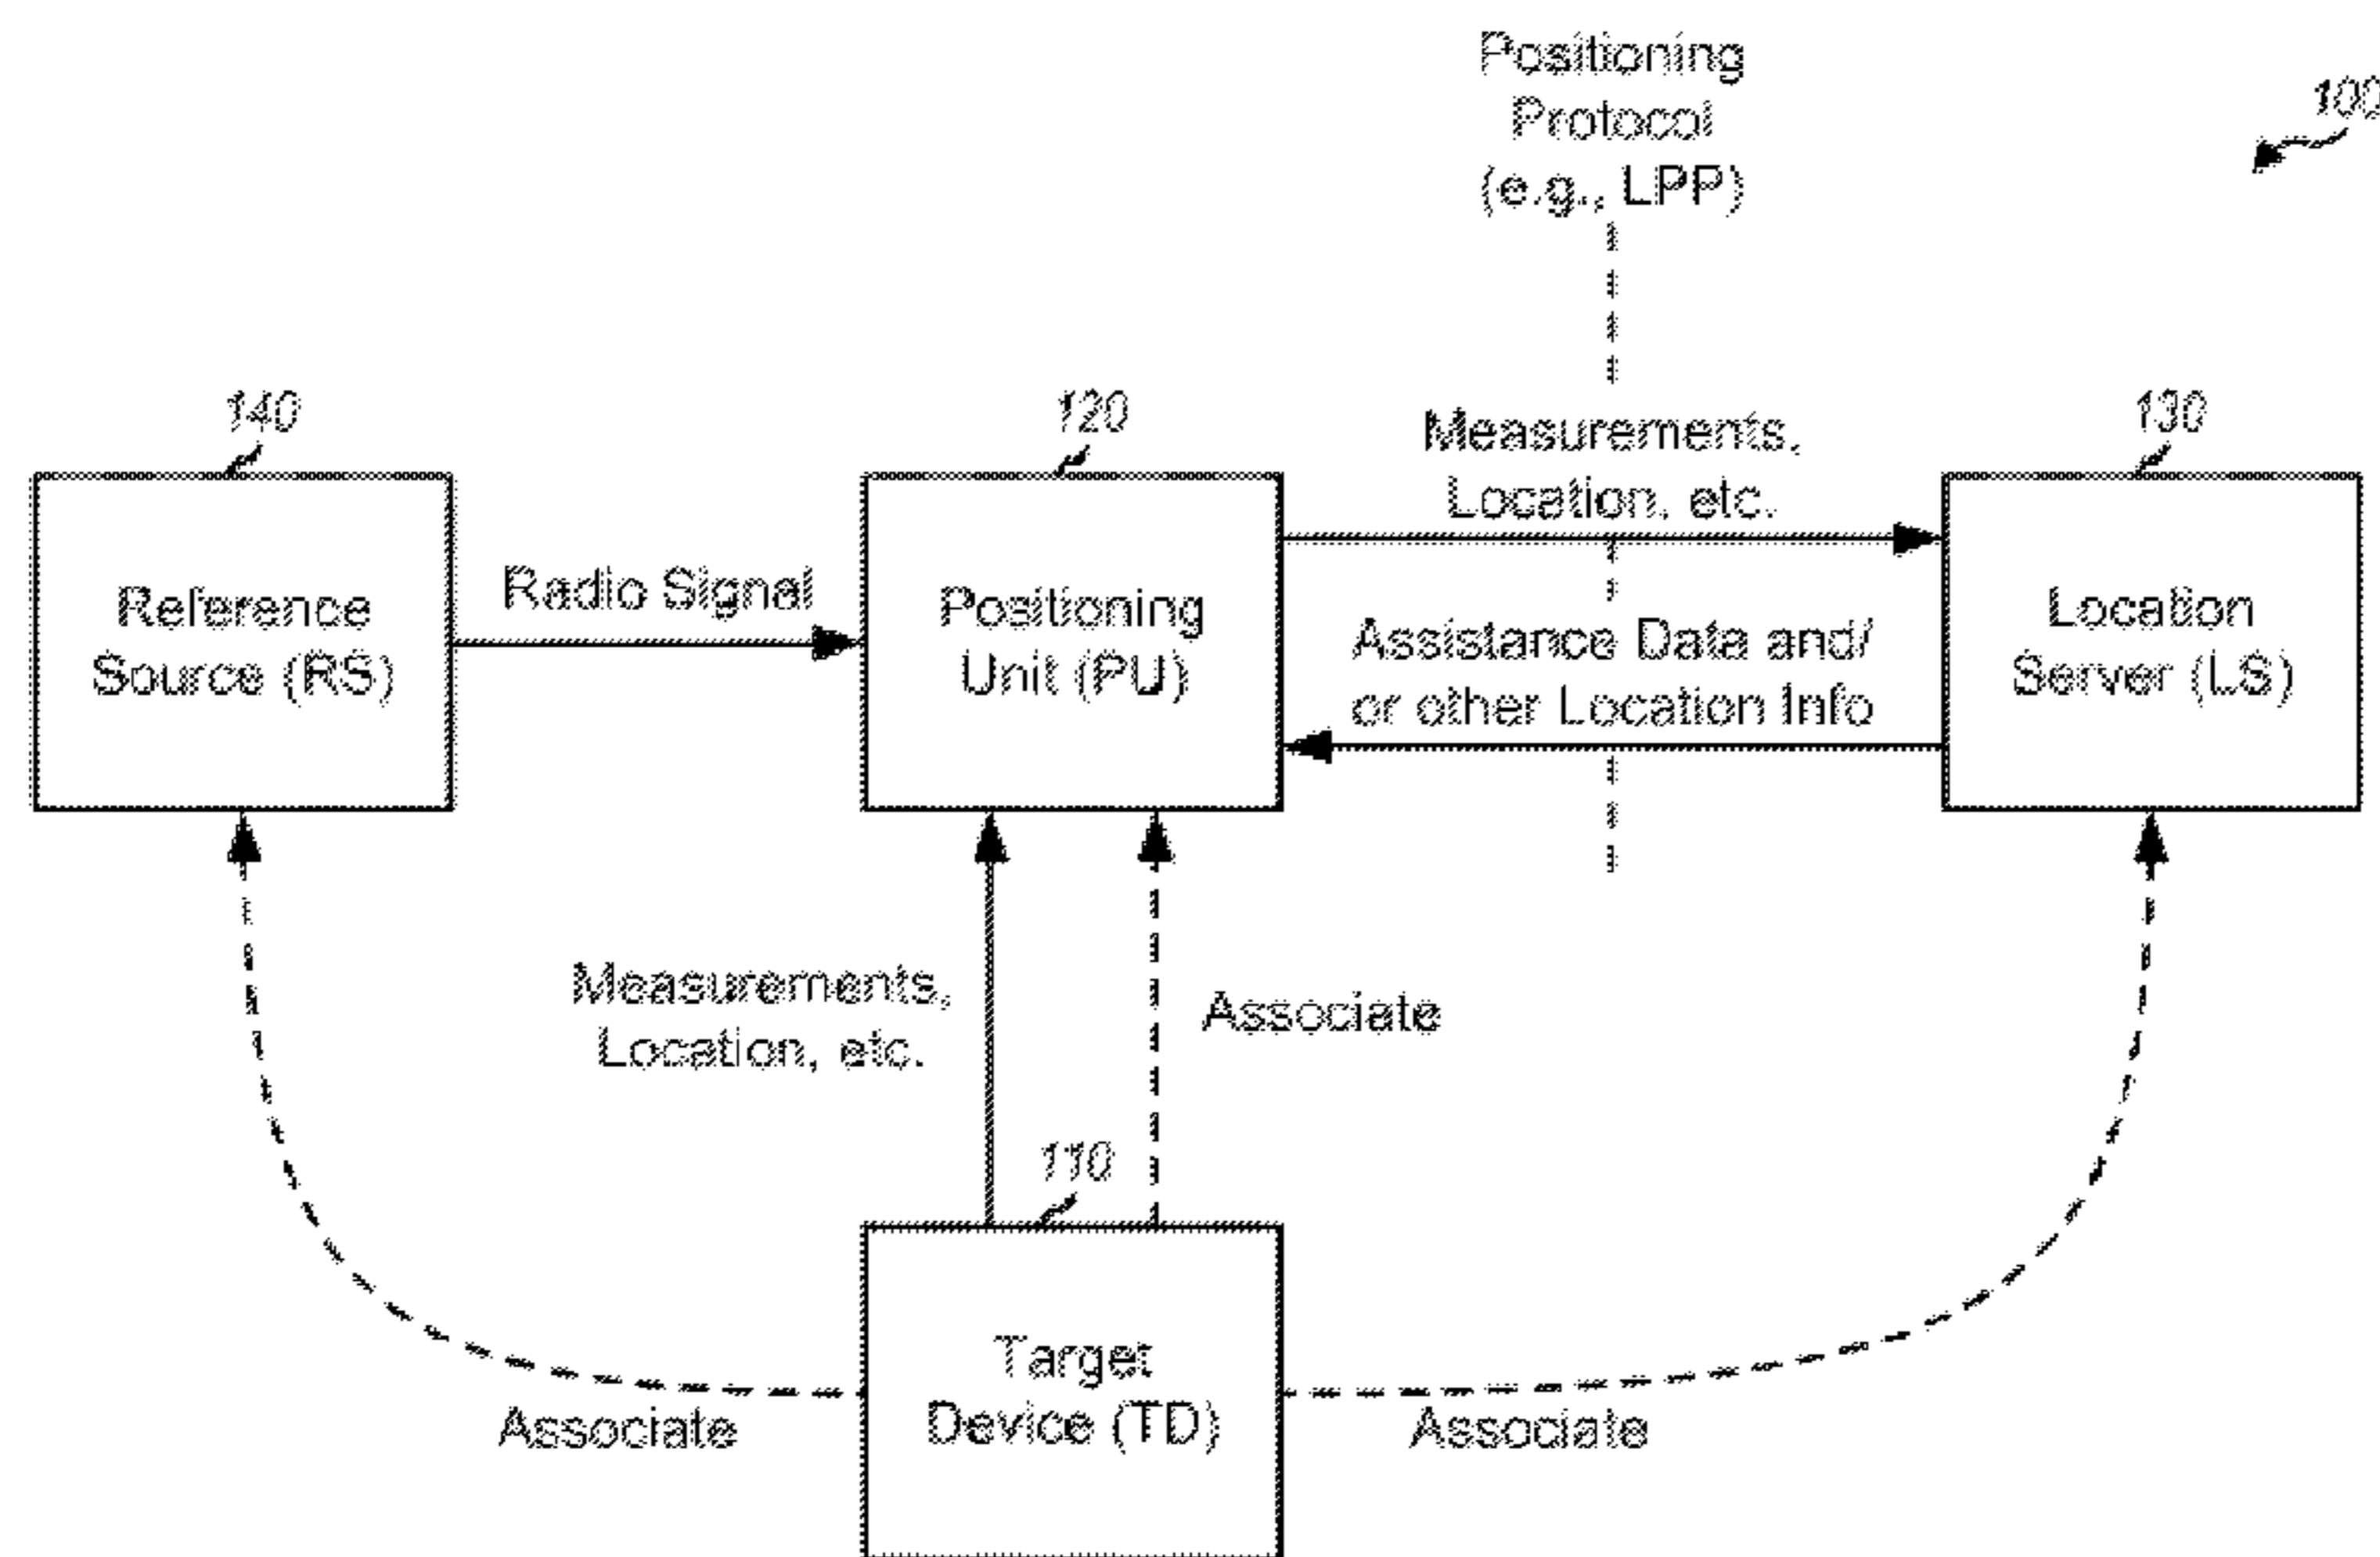 Positioning
Protocol
(e.g., LPP)
100
140
120
130
Measurements,
Location, etc.
Reference
Source (RS)
Radio Signal
Positioning
Unit (PU)
Assistance Data and/
or other Location Info
Location
Server (LS)
Measurements,
Location, etc.
Associate
110
Target
Device (TD)
Associate
Associate